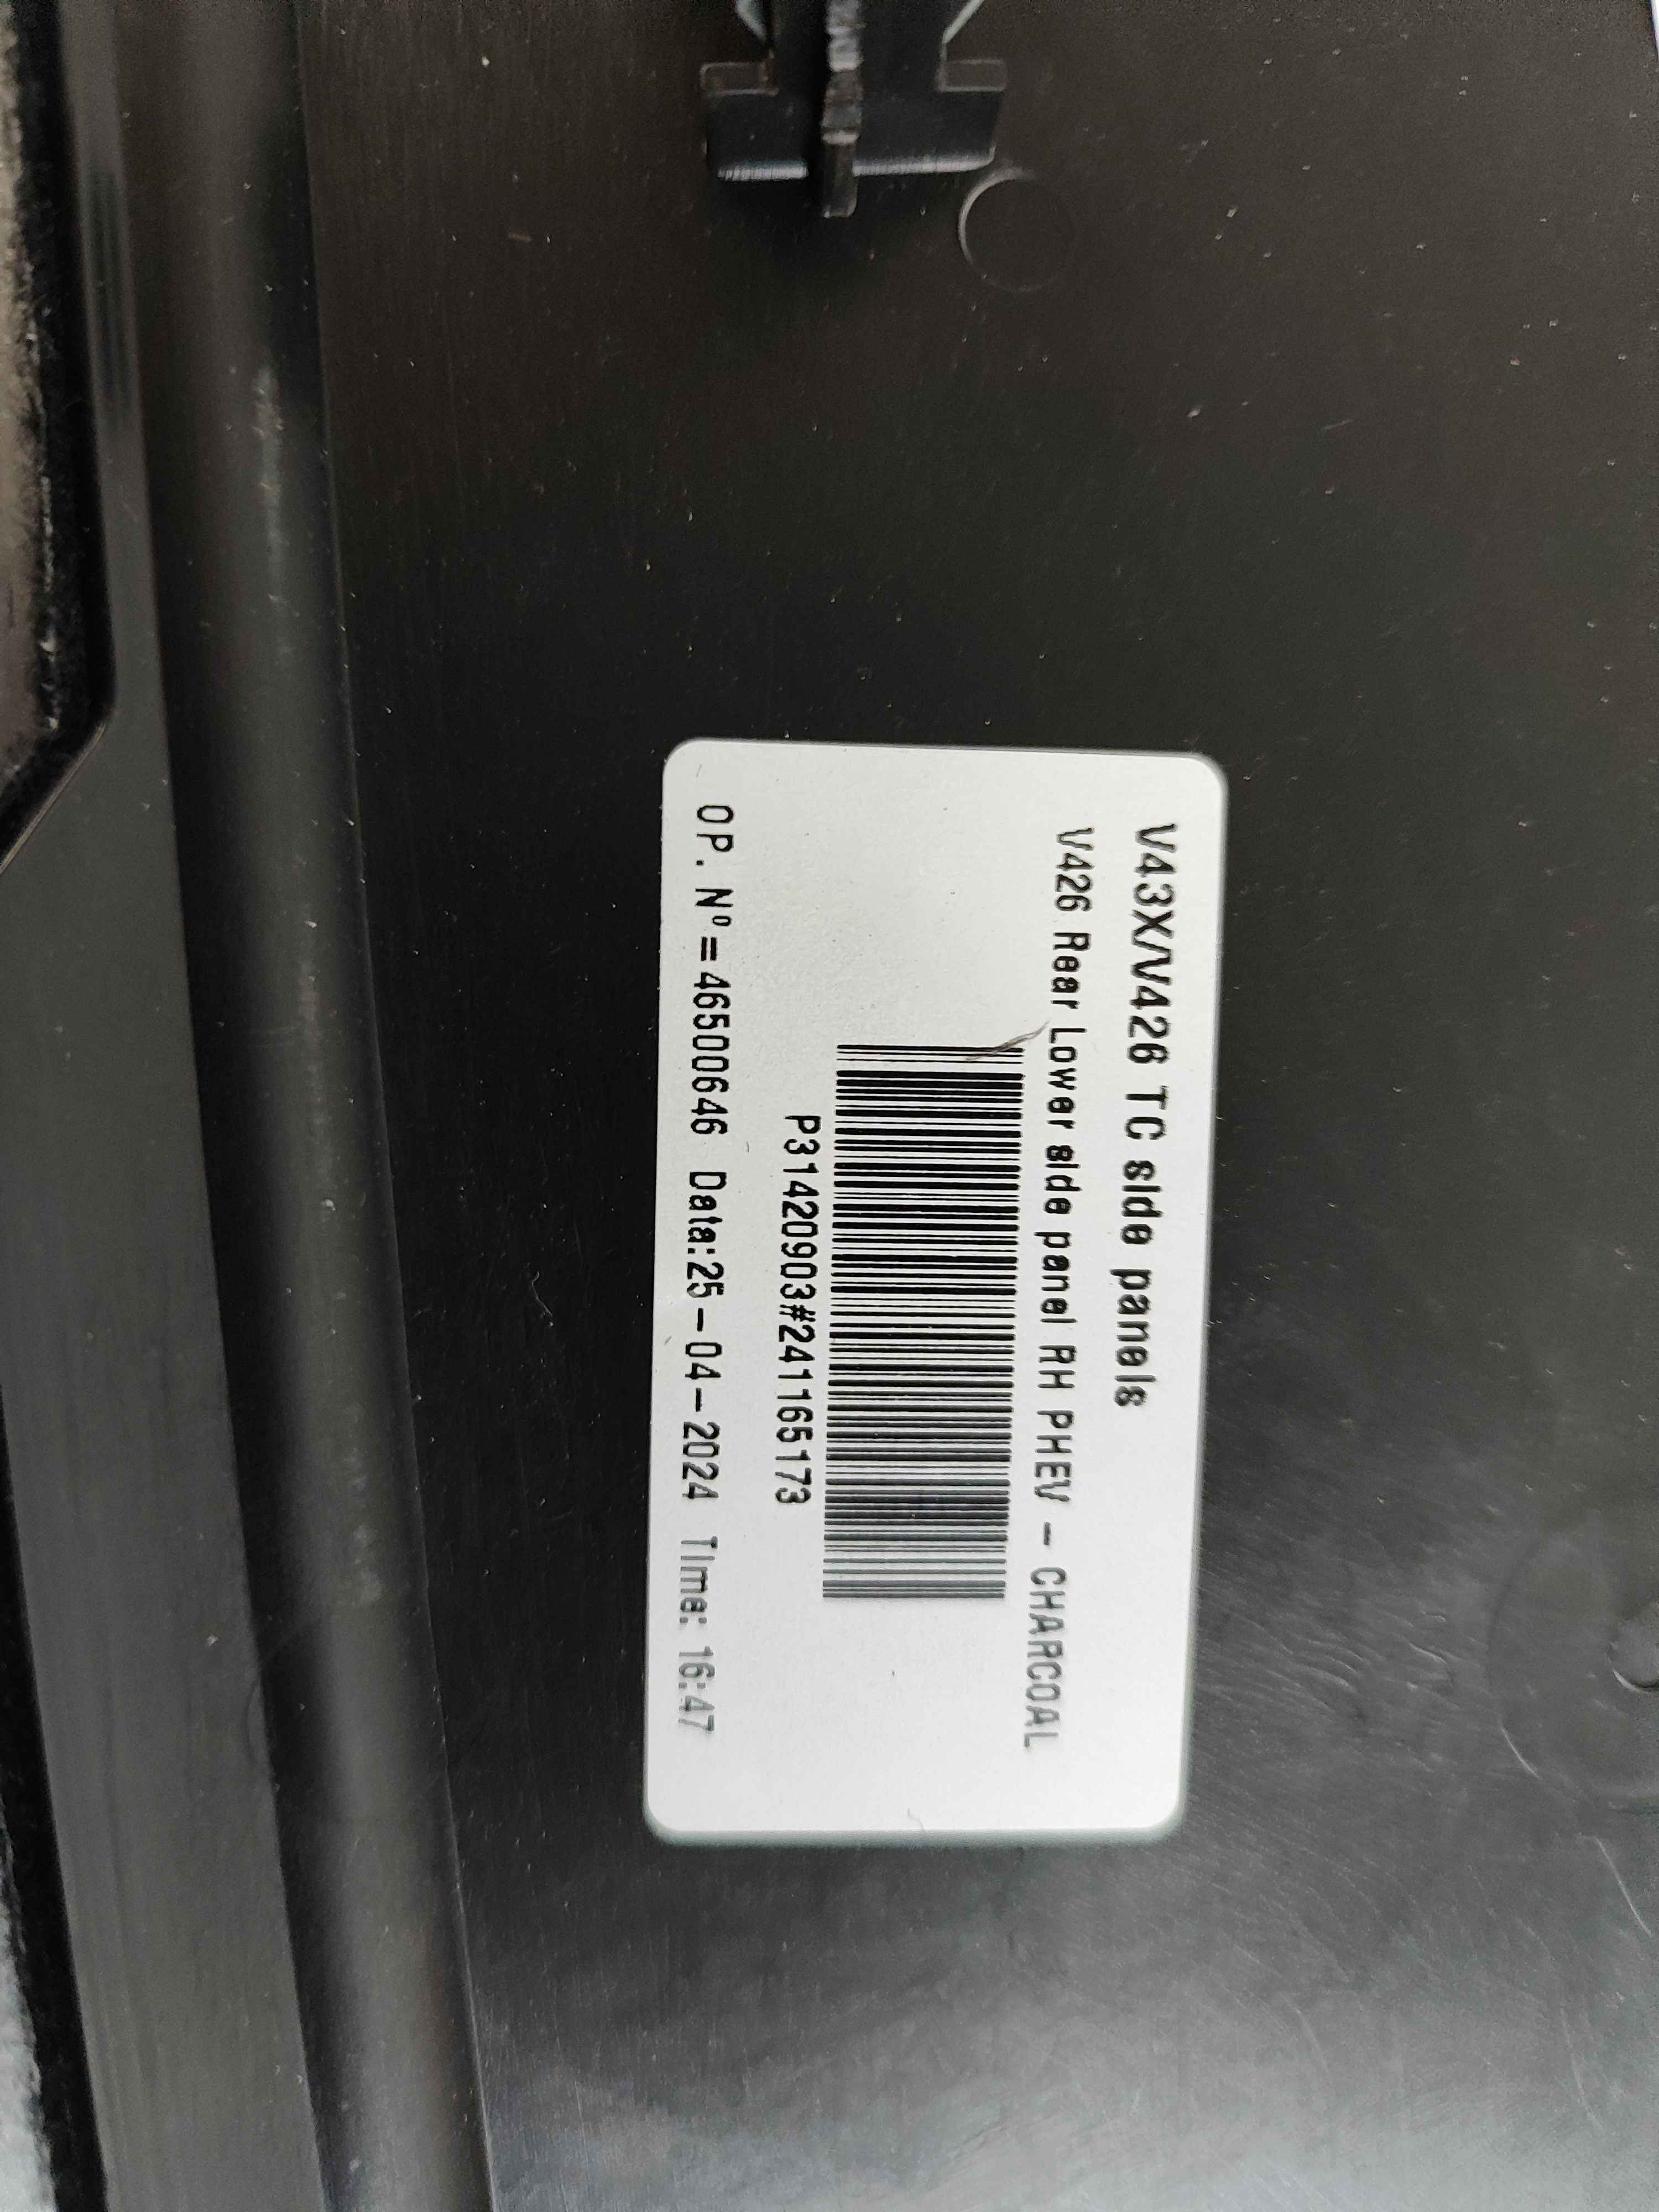 V43X/V426 TC side panels
V426 Rear Lower side panel RH PHEV - CHARCOAL
P31420903#241165173
OP. Nº=46500646 Data:25-04-2024 Time: 16:47